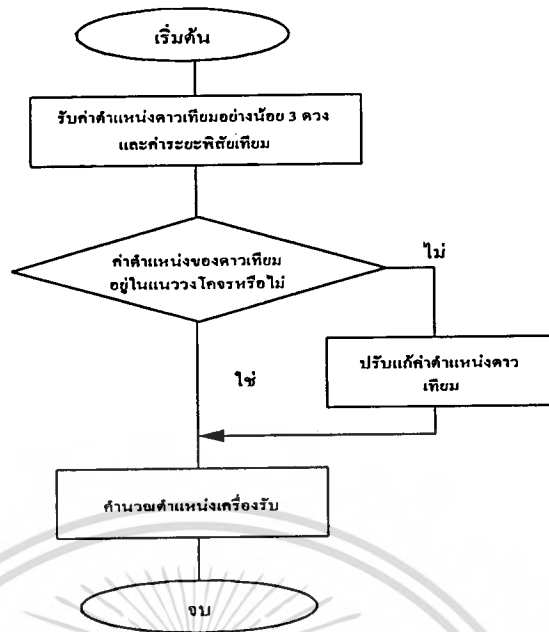 เริ่มต้น
รับค่าตำแหน่งดาวเทียมอย่างน้อย 3 ดวง
และค่าระยะพิสัยเทียม
ค่าตำแหน่งของดาวเทียม
อยู่ในแนววงโคจรหรือไม่
ไม่
ปรับแก้ค่าตำแหน่งดาว
เทียม
ใช่
คำนวณตำแหน่งเครื่องรับ
จบ